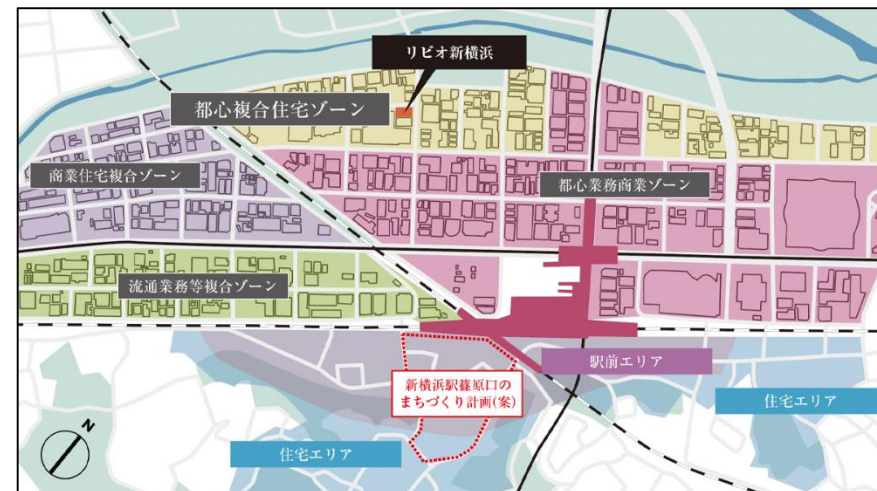 リビオ新横浜
都心複合住宅ゾーン
商業住宅複合ゾーン
都心業務商業ゾーン
流通業務等複合ゾーン
駅前エリア
新横浜駅篠原口の
まちづくり計画(案)
住宅エリア
住宅エリア
N